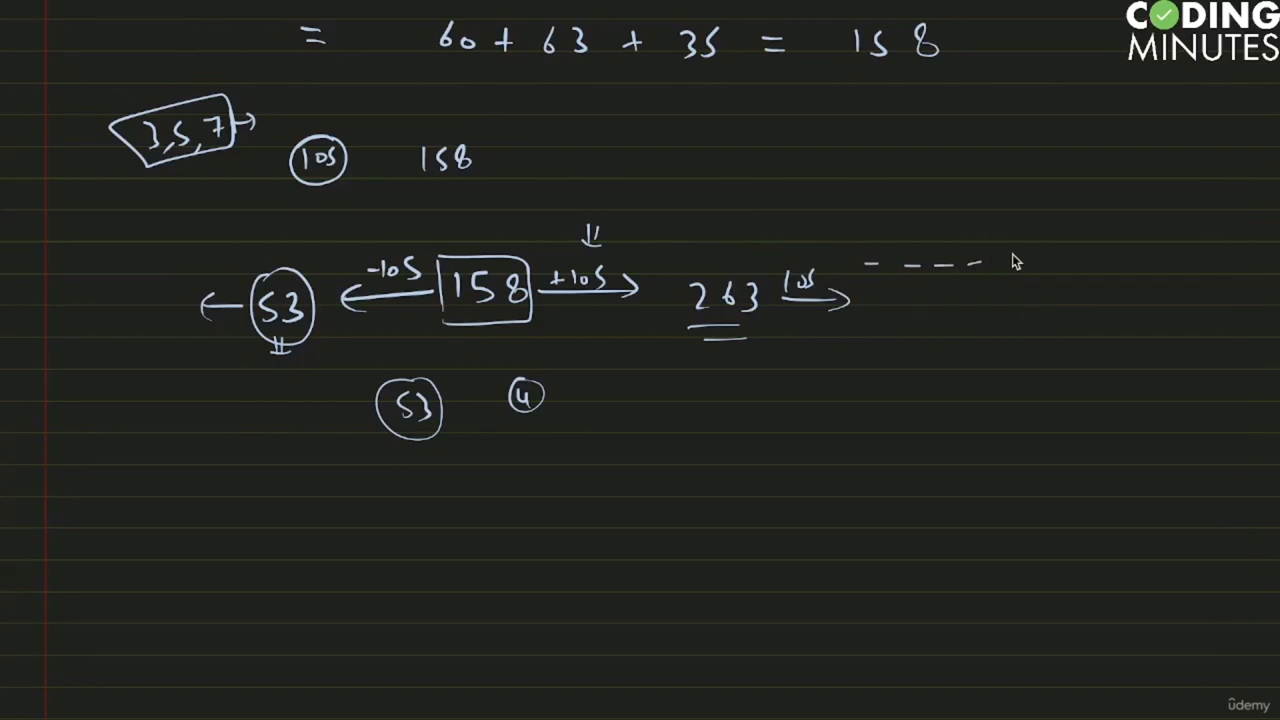 CODING
MINUTES
= 60 + 63 + 35 = 158
3,5,7
105 158
53 -105 158 +105 263 105
53 4
ûdemy